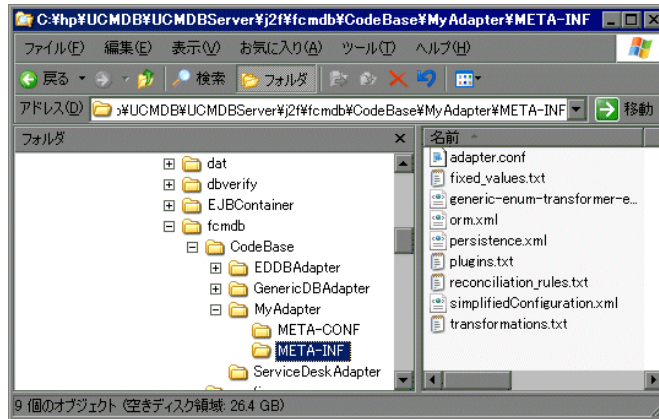 C:¥hp¥UCMDB¥UCMDBServer¥j2f¥fcmdb¥CodeBase¥MyAdapter¥META-INF
ファイル(F) 編集(E) 表示(V) お気に入り(A) ツール(T) ヘルプ(H)
戻る 検索 フォルダ
アドレス(D) ɔ¥UCMDB¥UCMDBServer¥j2f¥fcmdb¥CodeBase¥MyAdapter¥META-INF 移動
フォルダ
dat
dbverify
EJBContainer
fcmdb
CodeBase
EDDBAdapter
GenericDBAdapter
MyAdapter
META-CONF
META-INF
ServiceDeskAdapter
名前
adapter.conf
fixed_values.txt
generic-enum-transformer-e...
orm.xml
persistence.xml
plugins.txt
reconciliation_rules.txt
simplifiedConfiguration.xml
transformations.txt
9 個のオブジェクト (空きディスク領域: 26.4 GB)